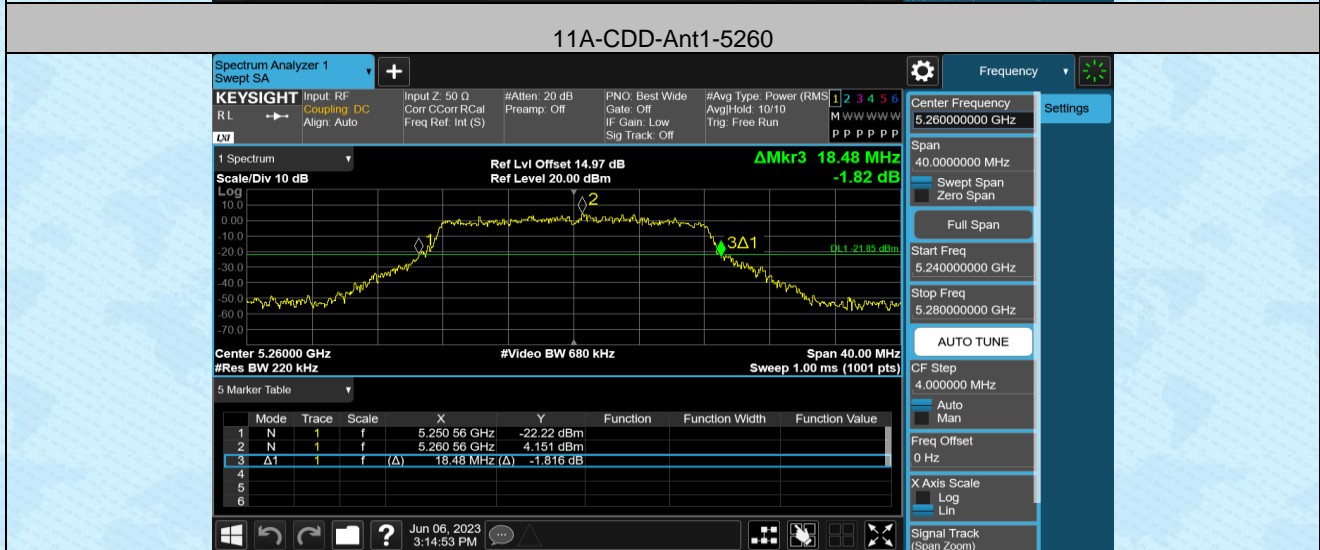 11A-CDD-Ant1-5260
Spectrum Analyzer 1
Swept SA
Frequency
KEYSIGHT
R L
LXI
Input: RF
Coupling: DC
Align: Auto
Input Z: 50 Ω
Corr CCorr RCal
Freq Ref: Int (S)
#Atten: 20 dB
Preamp: Off
PNO: Best Wide
Gate: Off
IF Gain: Low
Sig Track: Off
#Avg Type: Power (RMS
Avg|Hold: 10/10
Trig: Free Run
1 2 3 4 5 6
M W W W W W
P P P P P P
1 Spectrum
Scale/Div 10 dB
Ref Lvl Offset 14.97 dB
Ref Level 20.00 dBm
ΔMkr3 18.48 MHz
-1.82 dB
Log
10.0
0.00
-10.0
-20.0
-30.0
-40.0
-50.0
-60.0
-70.0
1
2
3Δ1
DL1 -21.85 dBm
Center 5.26000 GHz
#Res BW 220 kHz
#Video BW 680 kHz
Span 40.00 MHz
Sweep 1.00 ms (1001 pts)
5 Marker Table
Mode Trace Scale X Y Function Function Width Function Value
1 N 1 f 5.250 56 GHz -22.22 dBm
2 N 1 f 5.260 56 GHz 4.151 dBm
3 Δ1 1 f (Δ) 18.48 MHz (Δ) -1.816 dB
4
5
6
?
Jun 06, 2023
3:14:53 PM
Center Frequency
5.260000000 GHz
Settings
Span
40.0000000 MHz
Swept Span
Zero Span
Full Span
Start Freq
5.240000000 GHz
Stop Freq
5.280000000 GHz
AUTO TUNE
CF Step
4.000000 MHz
Auto
Man
Freq Offset
0 Hz
X Axis Scale
Log
Lin
Signal Track
(Span Zoom)